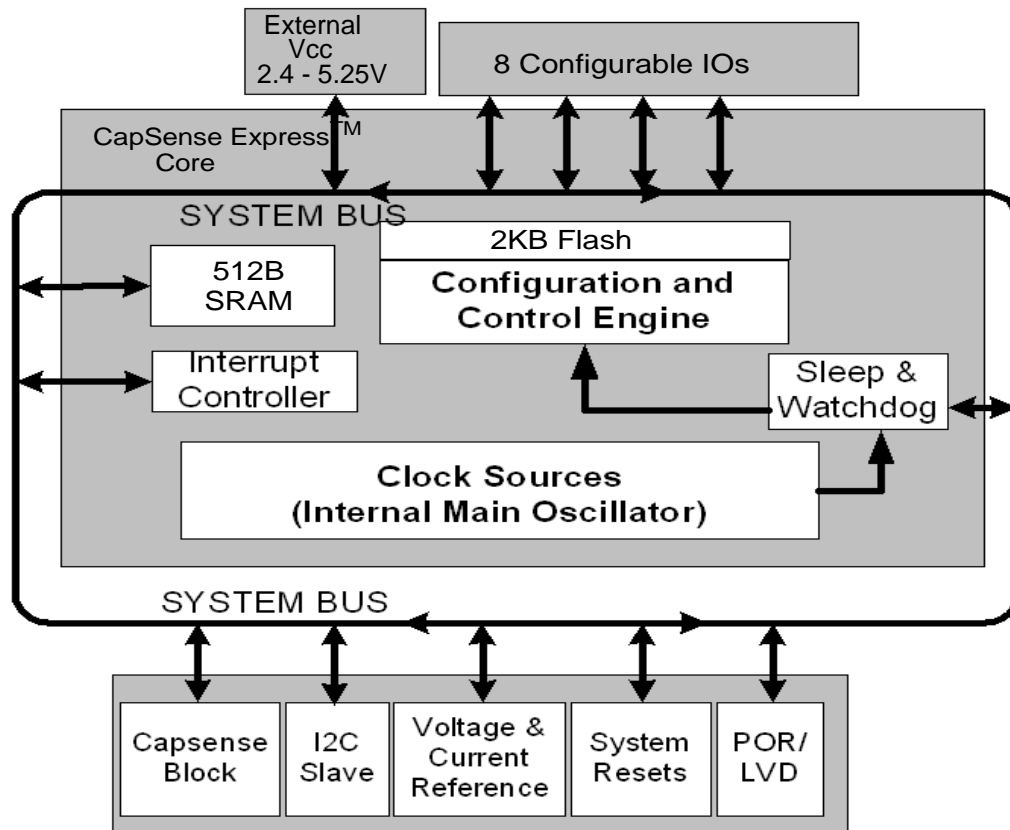 External
Vcc
2.4 - 5.25V
8 Configurable IOs
CapSense Express™
Core
SYSTEM BUS
2KB Flash
512B
SRAM
Configuration and
Control Engine
Interrupt
Controller
Sleep &
Watchdog
Clock Sources
(Internal Main Oscillator)
SYSTEM BUS
Capsense
Block
I2C
Slave
Voltage &
Current
Reference
System
Resets
POR/
LVD